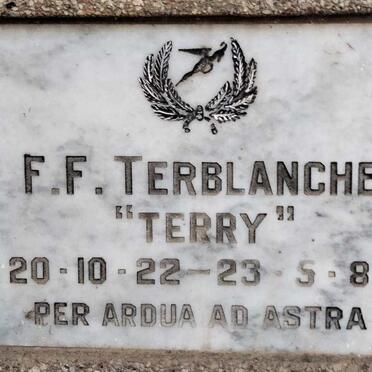 F.F. TERBLANCHE
"TERRY"
20-10-22—23-5-8
PER ARDUA AD ASTRA